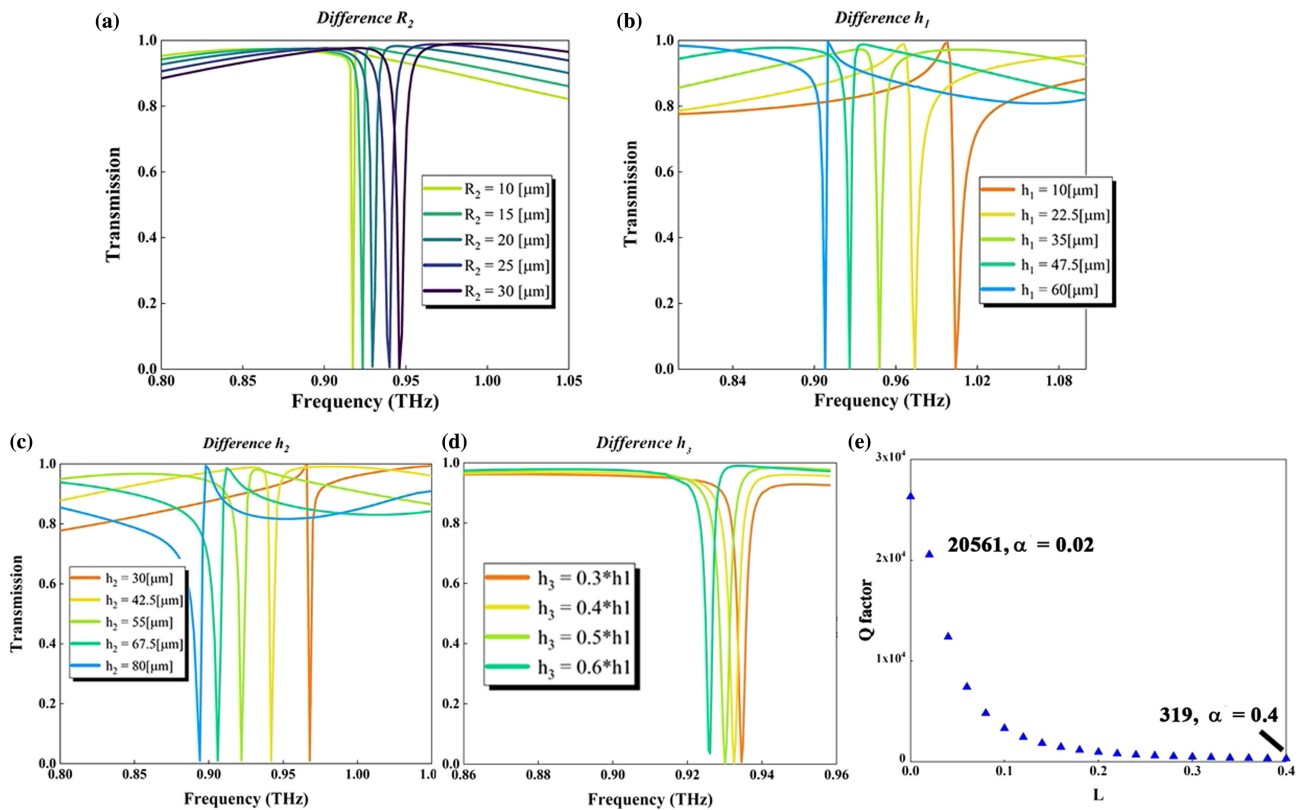 (a)
Difference R2
Transmission
1.0
0.8
0.6
0.4
0.2
0.0
R2 = 10 [μm]
R2 = 15 [μm]
R2 = 20 [μm]
R2 = 25 [μm]
R2 = 30 [μm]
0.80 0.85 0.90 0.95 1.00 1.05
Frequency (THz)
(b)
Difference h1
Transmission
1.0
0.8
0.6
0.4
0.2
0.0
h1 = 10[μm]
h1 = 22.5[μm]
h1 = 35[μm]
h1 = 47.5[μm]
h1 = 60[μm]
0.84 0.90 0.96 1.02 1.08
Frequency (THz)
(c)
Difference h2
Transmission
1.0
0.8
0.6
0.4
0.2
0.0
h2 = 30[μm]
h2 = 42.5[μm]
h2 = 55[μm]
h2 = 67.5[μm]
h2 = 80[μm]
0.80 0.85 0.90 0.95 1.00
Frequency (THz)
(d)
Difference h3
1.0
0.8
0.6
0.4
0.2
0.0
h3 = 0.3*h1
h3 = 0.4*h1
h3 = 0.5*h1
h3 = 0.6*h1
0.86 0.88 0.90 0.92 0.94 0.96
Frequency (THz)
(e)
Q factor
3x10⁴
2x10⁴
1x10⁴
0
20561, α = 0.02
319, α = 0.4
0.0 0.1 0.2 0.3 0.4
L